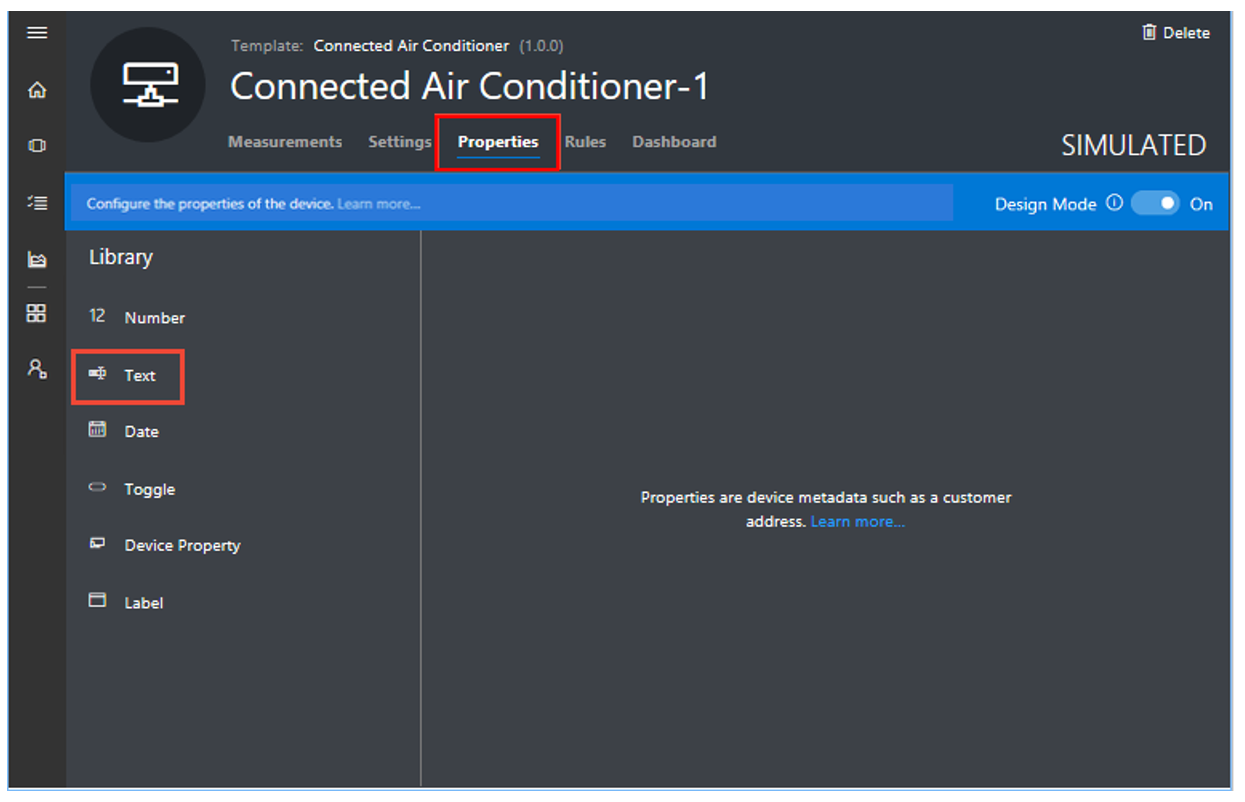 Delete
Template: Connected Air Conditioner (1.0.0)
Connected Air Conditioner-1
Measurements Settings Properties Rules Dashboard
SIMULATED
Configure the properties of the device. Learn more...
Design Mode On
Library
12 Number
Text
Date
Toggle
Device Property
Label
Properties are device metadata such as a customer
address. Learn more...